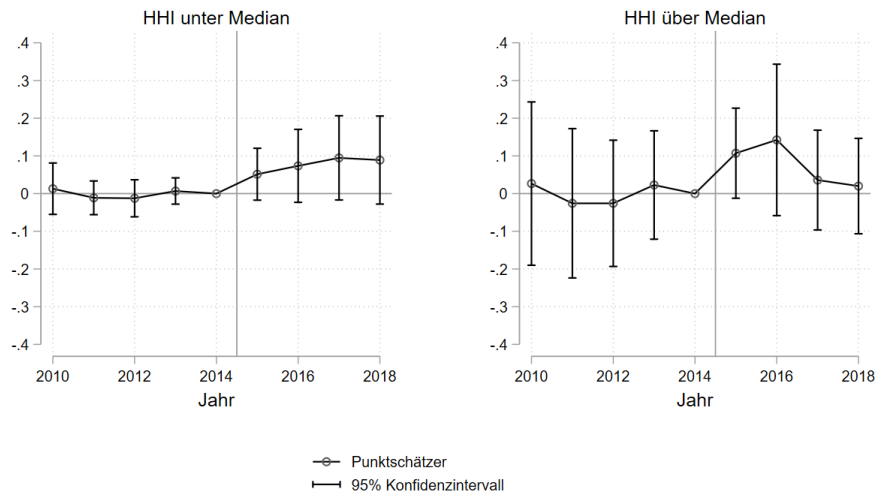 HHI unter Median
.4
.3
.2
.1
0
-.1
-.2
-.3
-.4
2010 2012 2014 2016 2018
Jahr
HHI über Median
.4
.3
.2
.1
0
-.1
-.2
-.3
-.4
2010 2012 2014 2016 2018
Jahr
Punktschätzer
95% Konfidenzintervall